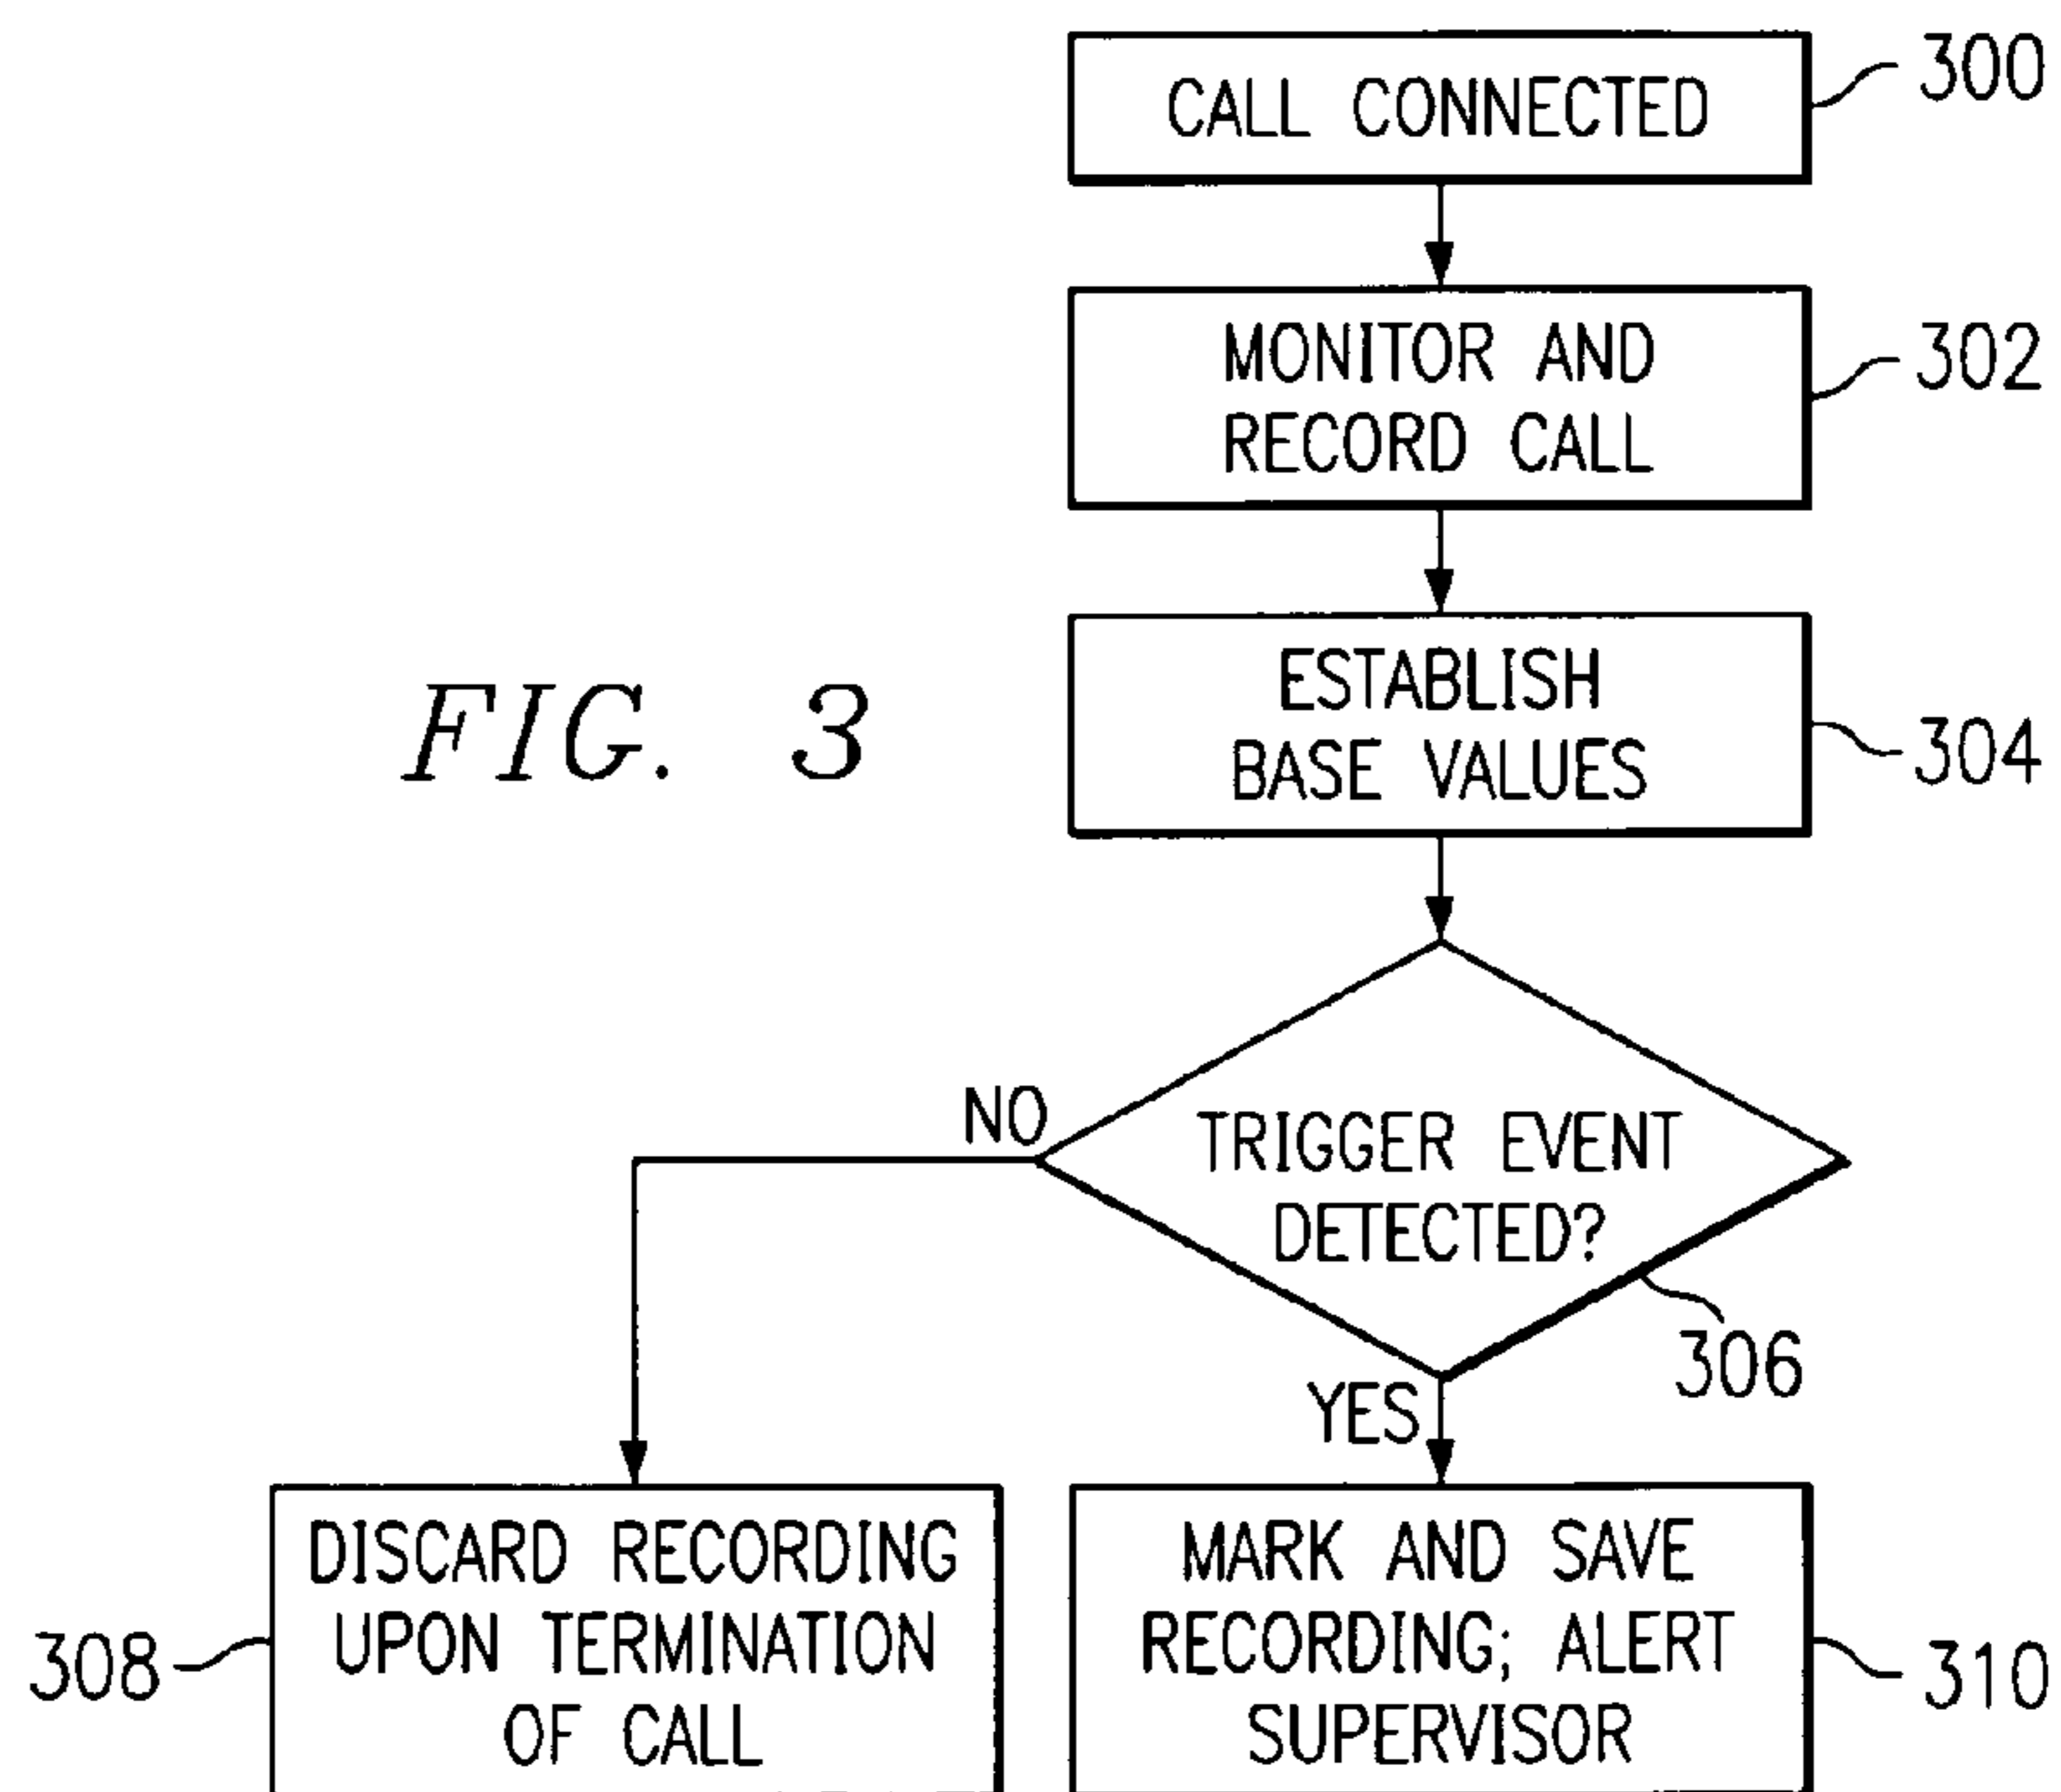 CALL CONNECTED
300
MONITOR AND
RECORD CALL
302
ESTABLISH
BASE VALUES
304
FIG. 3
TRIGGER EVENT
DETECTED?
306
NO
YES
DISCARD RECORDING
UPON TERMINATION
OF CALL
308
MARK AND SAVE
RECORDING; ALERT
SUPERVISOR
310